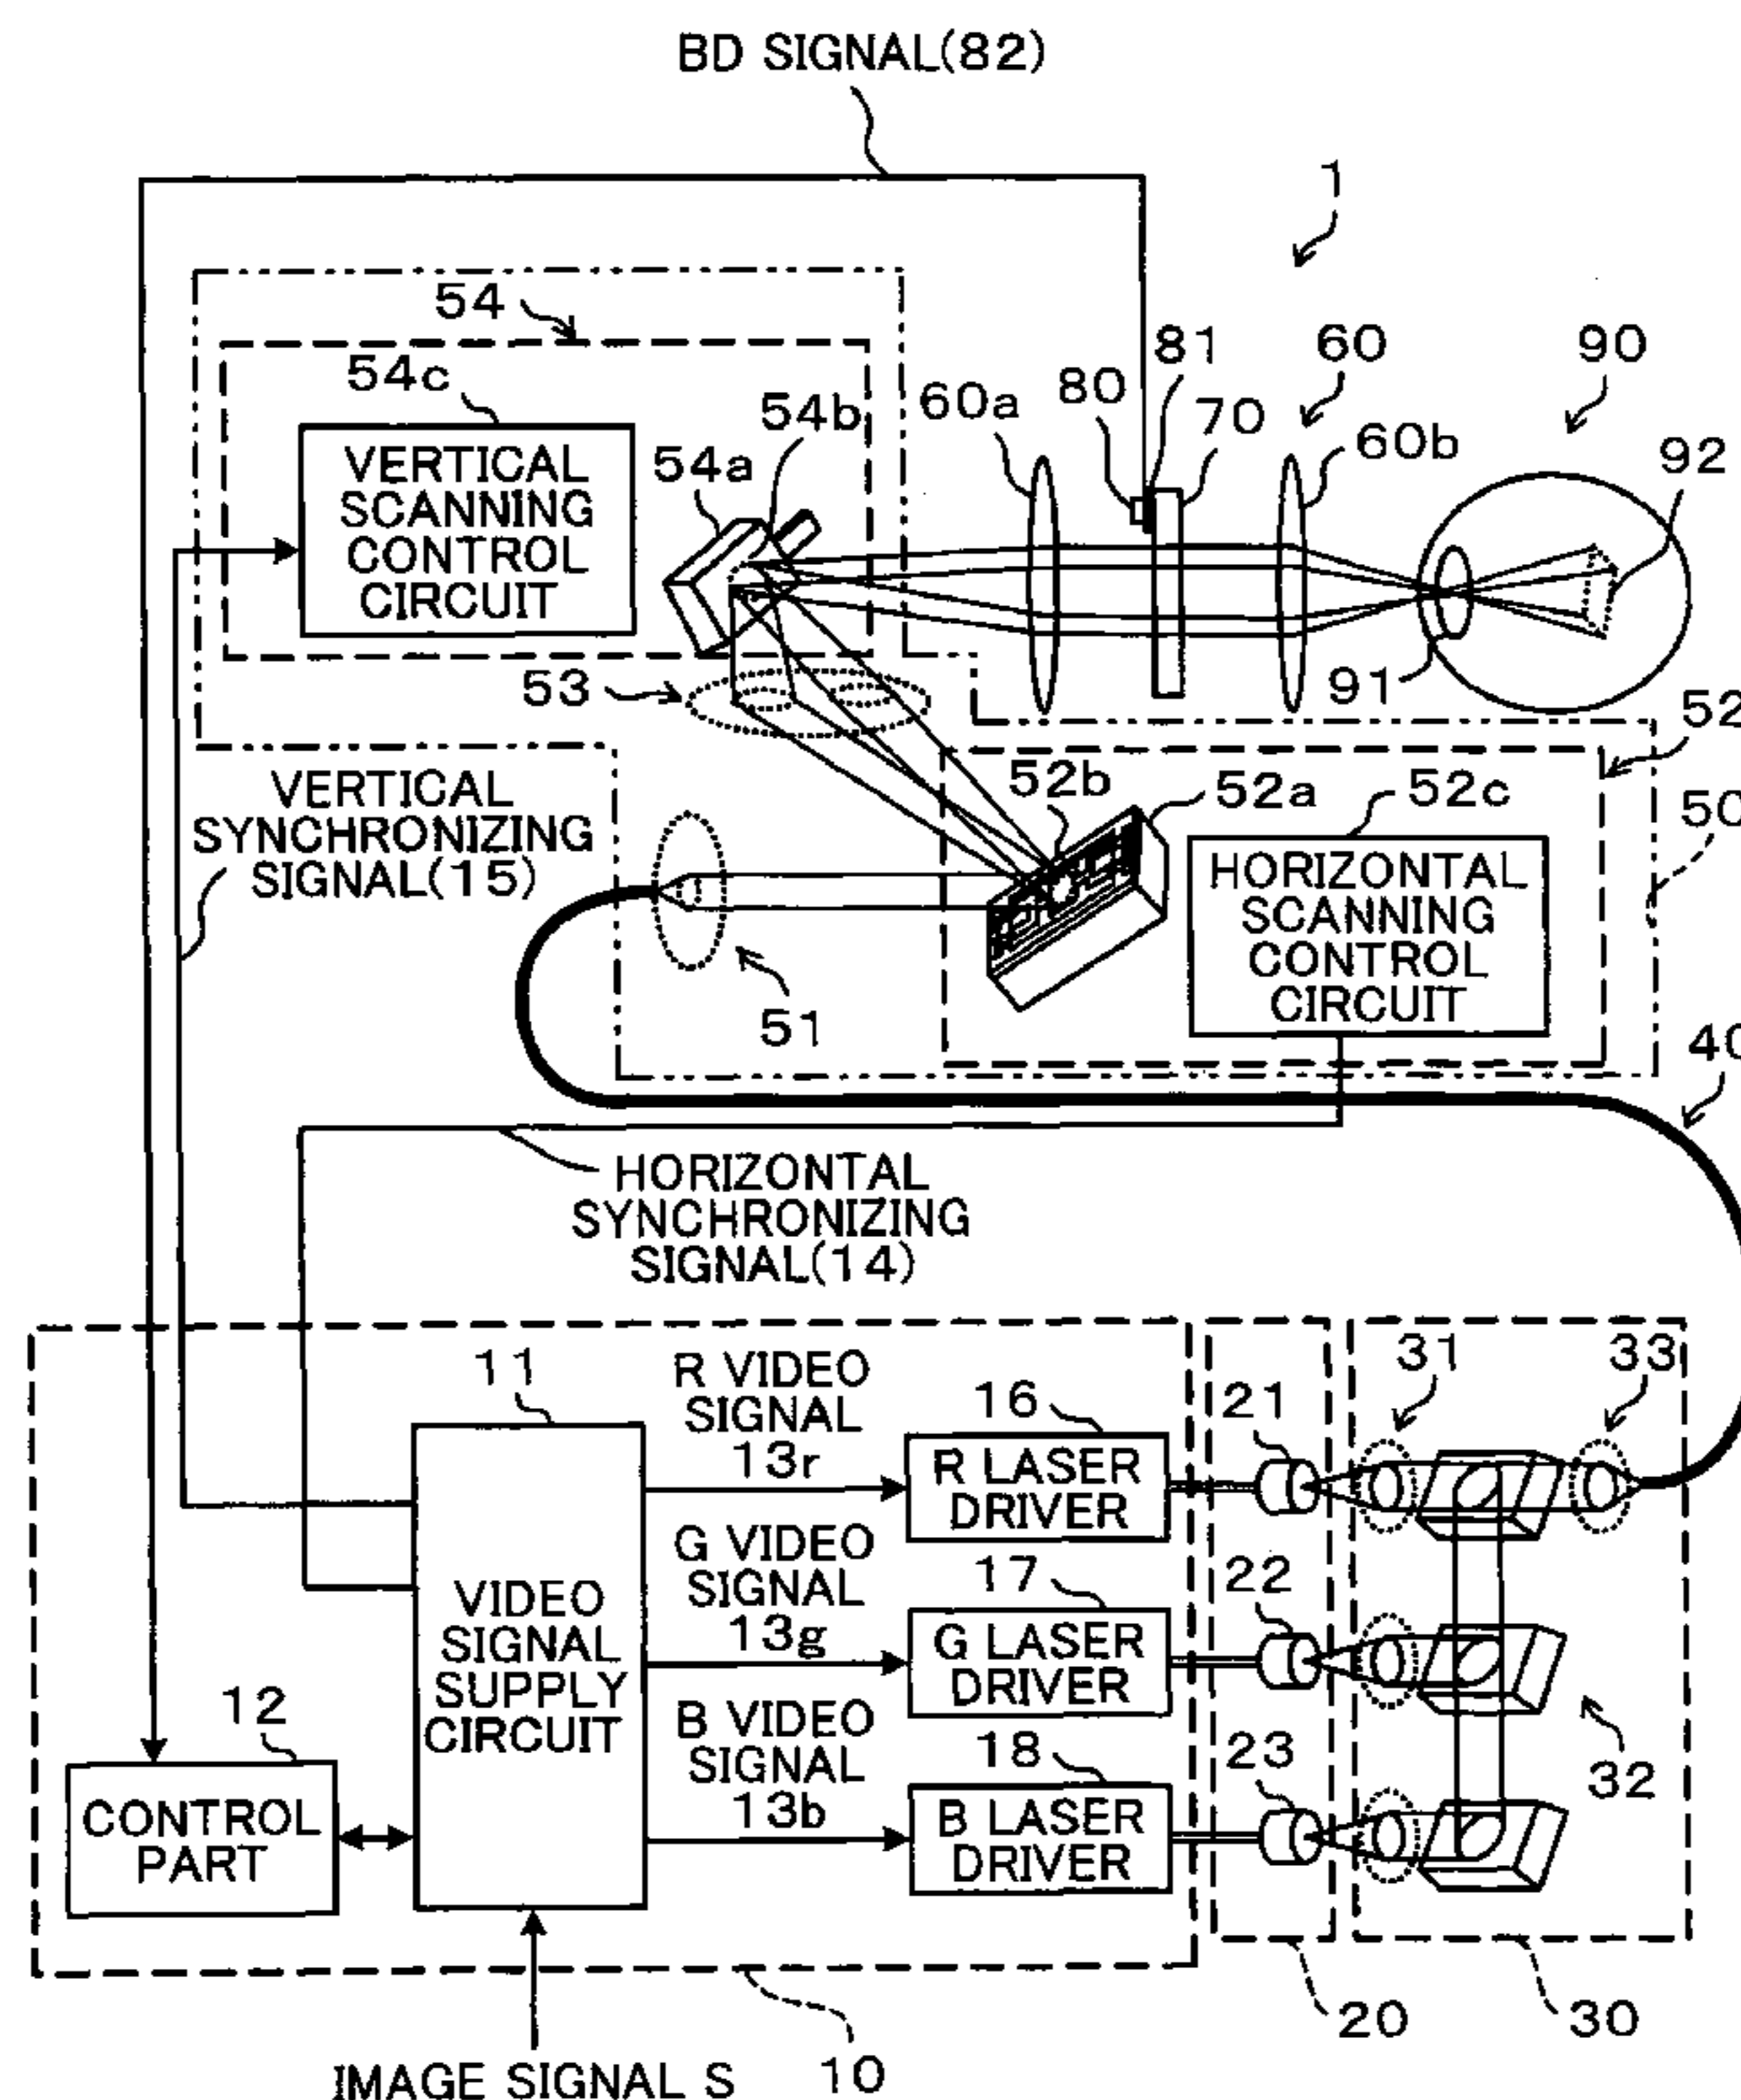 BD SIGNAL(82)
1
54
54c
54b
54a
VERTICAL
SCANNING
CONTROL
CIRCUIT
60a
80
81
70
60
60b
90
92
91
53
52
52b
52a
52c
50
HORIZONTAL
SCANNING
CONTROL
CIRCUIT
VERTICAL
SYNCHRONIZING
SIGNAL(15)
51
40
HORIZONTAL
SYNCHRONIZING
SIGNAL(14)
11
VIDEO
SIGNAL
SUPPLY
CIRCUIT
12
CONTROL
PART
R VIDEO
SIGNAL
13r
16
R LASER
DRIVER
G VIDEO
SIGNAL
13g
17
G LASER
DRIVER
B VIDEO
SIGNAL
13b
18
B LASER
DRIVER
21
22
23
31
33
32
20
30
10
IMAGE SIGNAL S